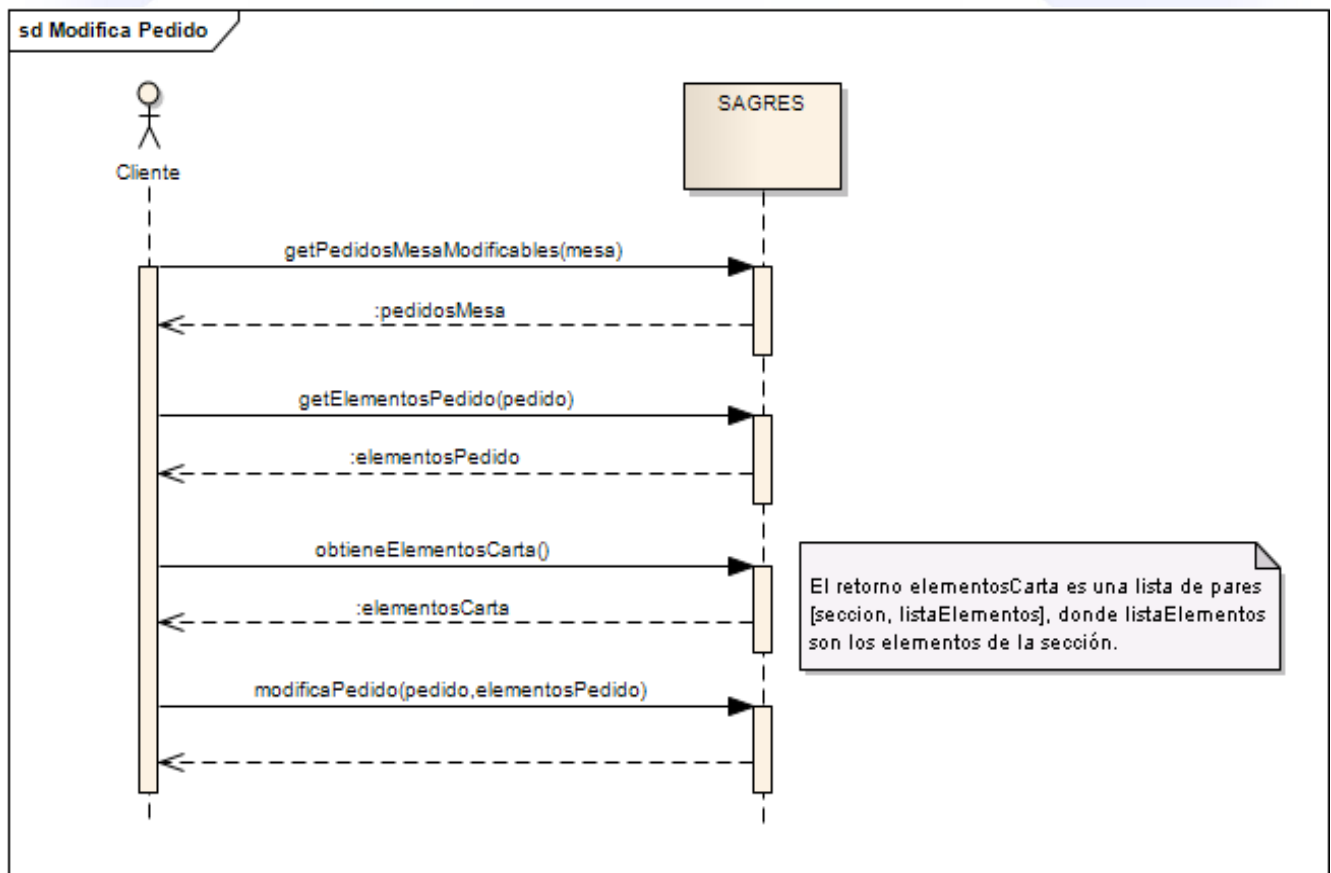 sd Modifica Pedido
SAGRES
Cliente
getPedidosMesaModificables(mesa)
:pedidosMesa
getElementosPedido(pedido)
:elementosPedido
obtieneElementosCarta()
:elementosCarta
El retorno elementosCarta es una lista de pares
[seccion, listaElementos], donde listaElementos
son los elementos de la sección.
modificaPedido(pedido,elementosPedido)